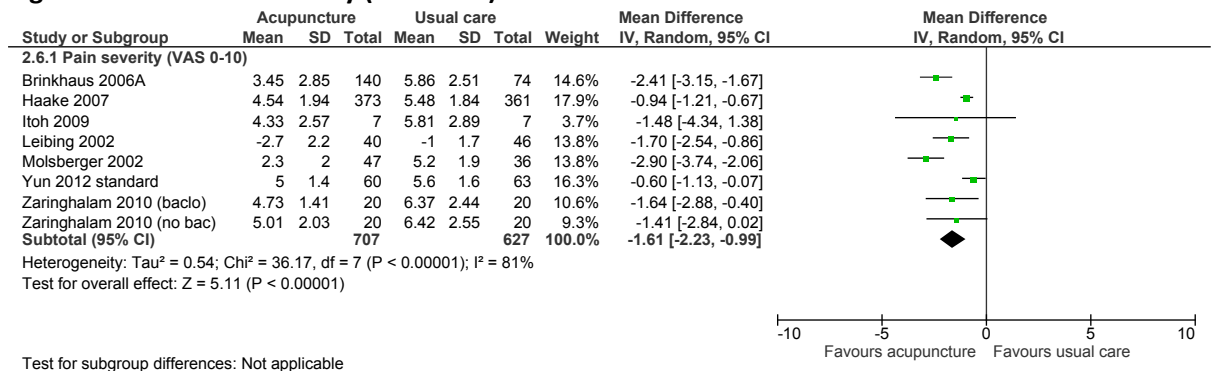 Acupuncture Usual care Mean Difference Mean Difference
Study or Subgroup Mean SD Total Mean SD Total Weight IV, Random, 95% CI IV, Random, 95% CI
2.6.1 Pain severity (VAS 0-10)
Brinkhaus 2006A 3.45 2.85 140 5.86 2.51 74 14.6% -2.41 [-3.15, -1.67]
Haake 2007 4.54 1.94 373 5.48 1.84 361 17.9% -0.94 [-1.21, -0.67]
Itoh 2009 4.33 2.57 7 5.81 2.89 7 3.7% -1.48 [-4.34, 1.38]
Leibing 2002 -2.7 2.2 40 -1 1.7 46 13.8% -1.70 [-2.54, -0.86]
Molsberger 2002 2.3 2 47 5.2 1.9 36 13.8% -2.90 [-3.74, -2.06]
Yun 2012 standard 5 1.4 60 5.6 1.6 63 16.3% -0.60 [-1.13, -0.07]
Zaringhalam 2010 (baclo) 4.73 1.41 20 6.37 2.44 20 10.6% -1.64 [-2.88, -0.40]
Zaringhalam 2010 (no bac) 5.01 2.03 20 6.42 2.55 20 9.3% -1.41 [-2.84, 0.02]
Subtotal (95% CI) 707 627 100.0% -1.61 [-2.23, -0.99]
Heterogeneity: Tau² = 0.54; Chi² = 36.17, df = 7 (P < 0.00001); I² = 81%
Test for overall effect: Z = 5.11 (P < 0.00001)
-10 -5 0 5 10
Favours acupuncture Favours usual care
Test for subgroup differences: Not applicable